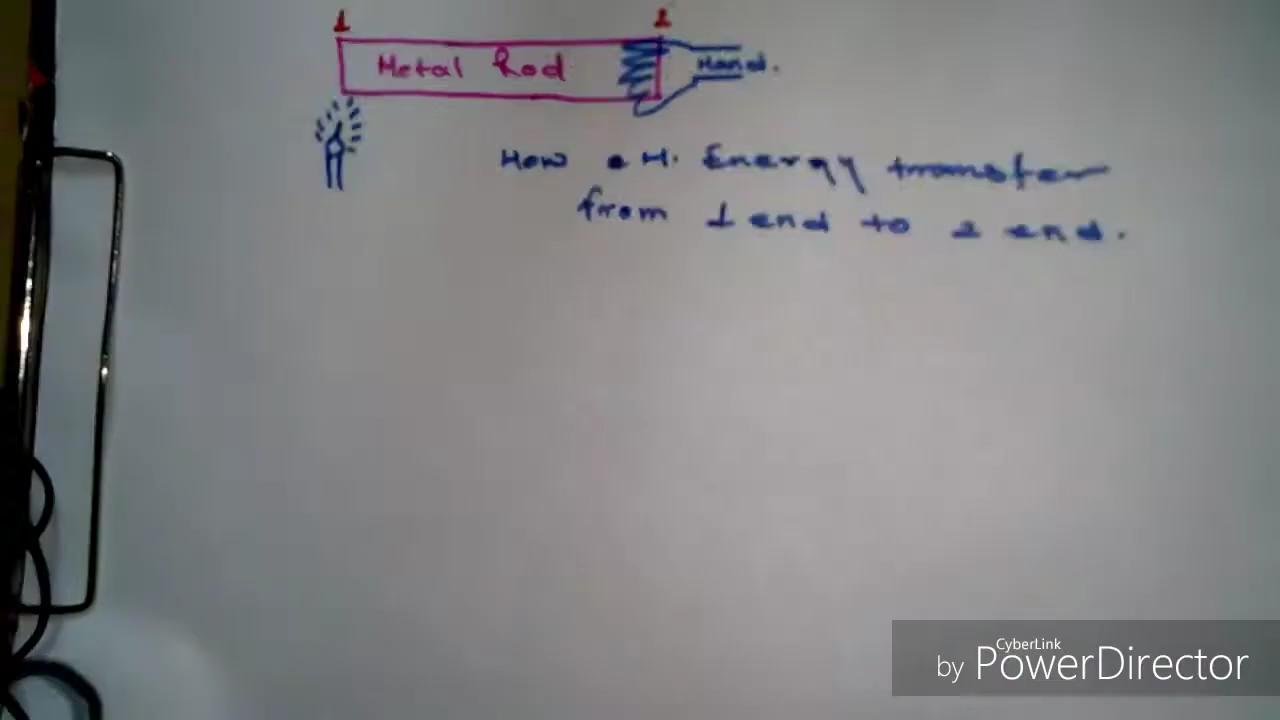 1 2
Metal Rod
Hand.
How H. Energy transfer
from 1 end to 2 end.
CyberLink
by PowerDirector